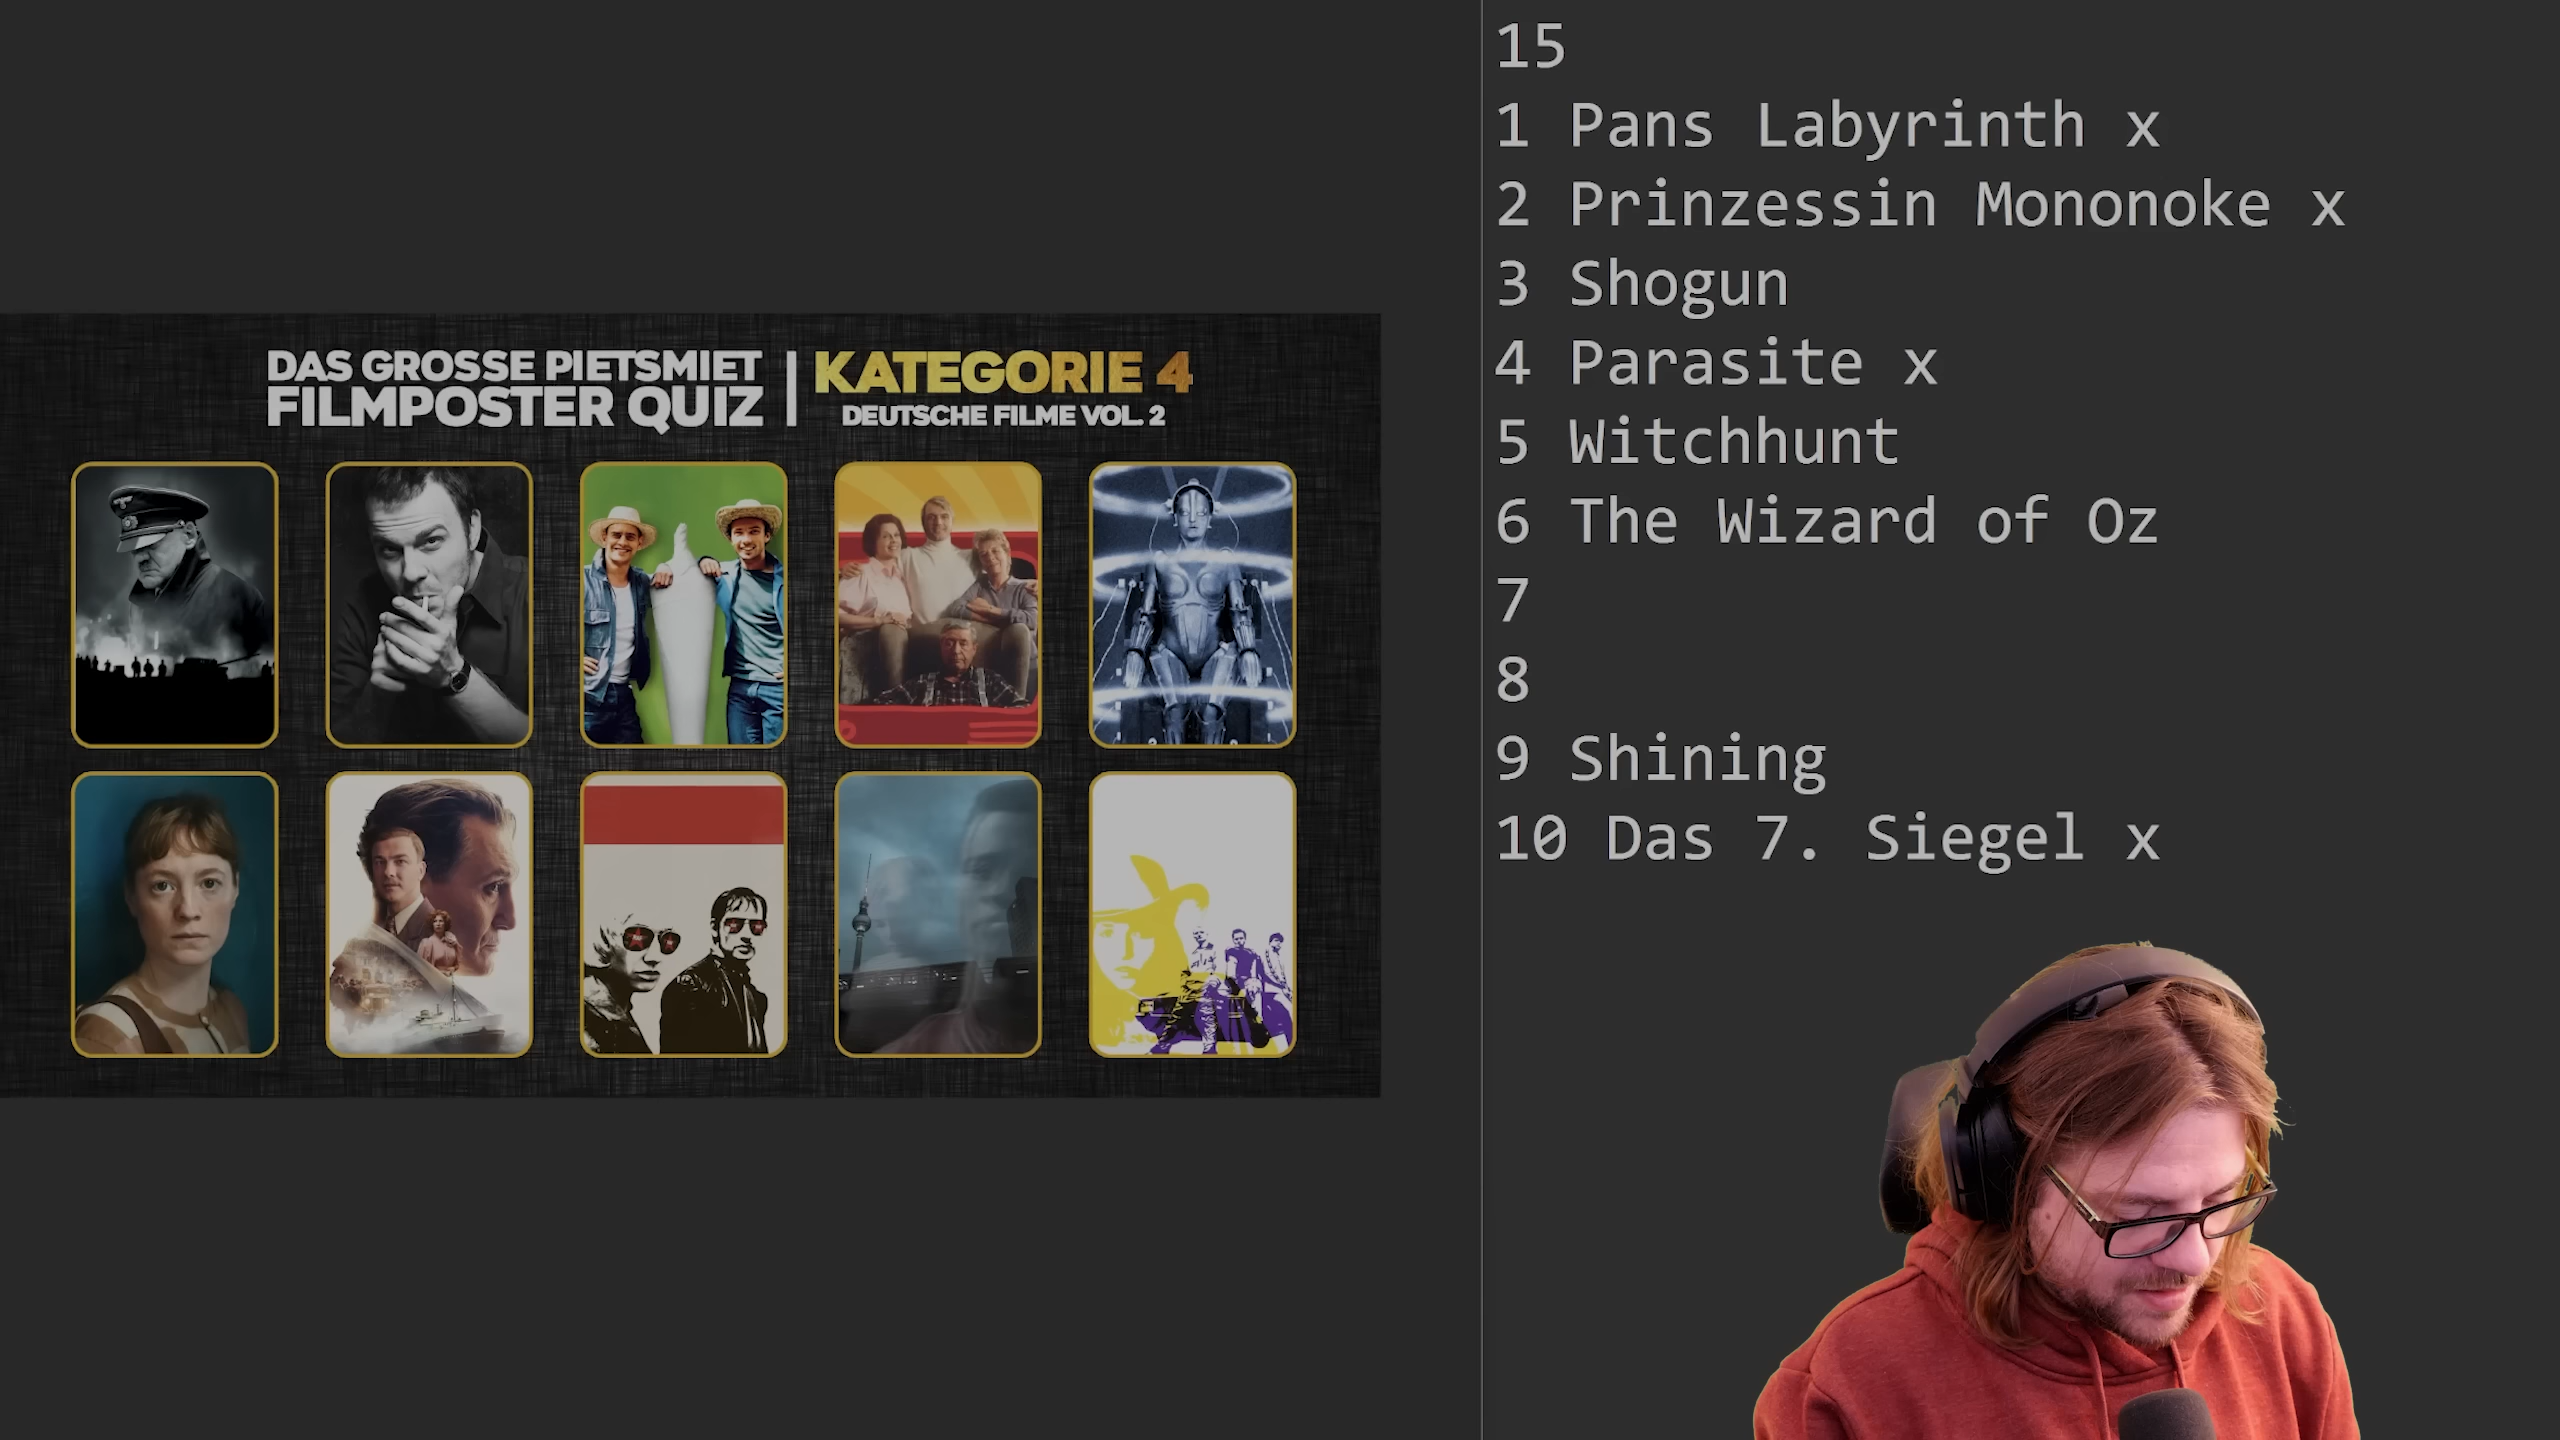 DAS GROSSE PIETSMIET
FILMPOSTER QUIZ
KATEGORIE 4
DEUTSCHE FILME VOL. 2
15
1 Pans Labyrinth x
2 Prinzessin Mononoke x
3 Shogun
4 Parasite x
5 Witchhunt
6 The Wizard of Oz
7
8
9 Shining
10 Das 7. Siegel x